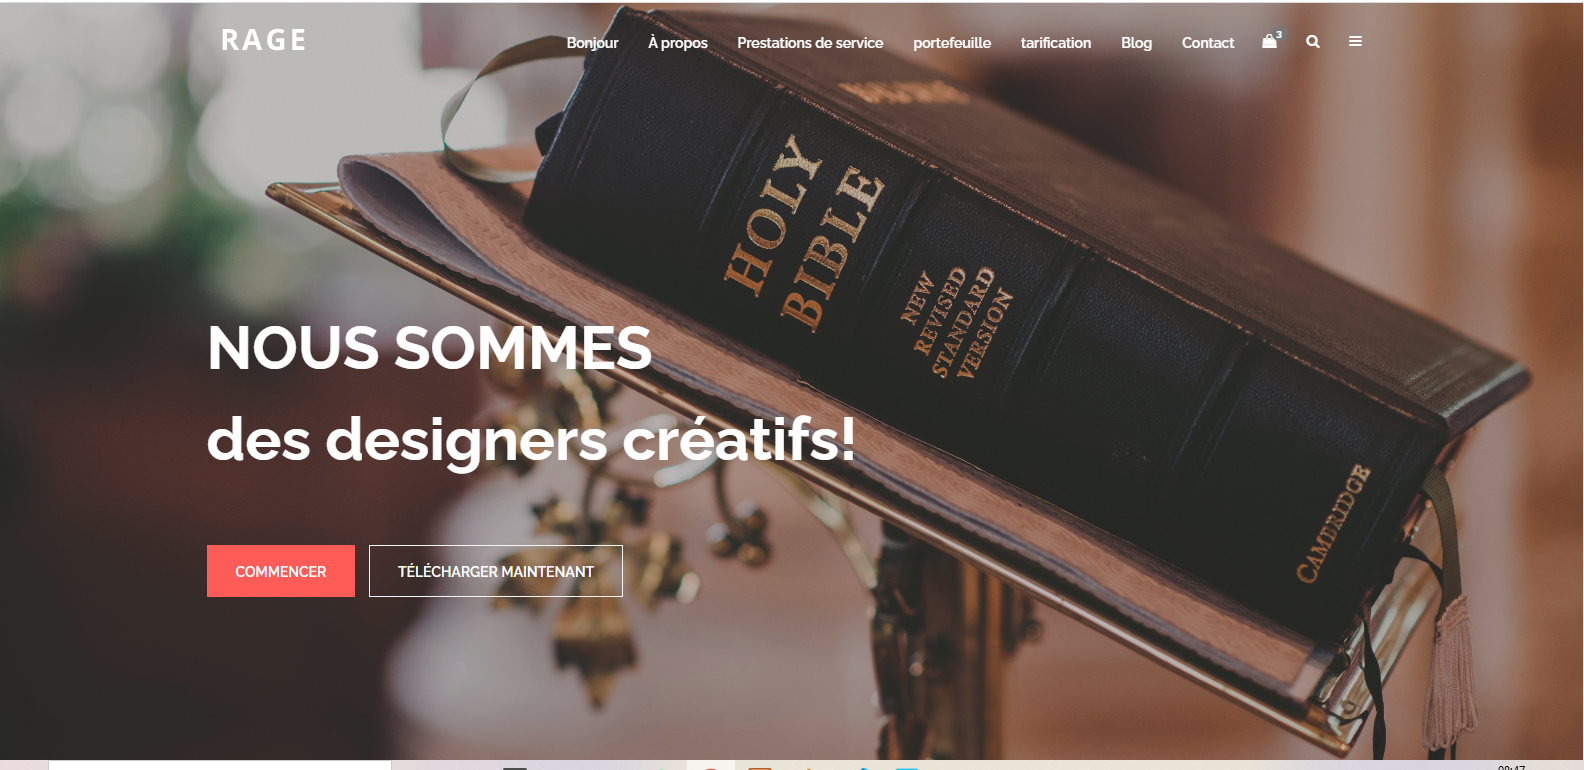 RAGE
Bonjour À propos Prestations de service portefeuille tarification Blog Contact 3
HOLY
BIBLE
NEW
REVISED
STANDARD
VERSION
CAMBRIDGE
NOUS SOMMES
des designers créatifs!
COMMENCER TÉLÉCHARGER MAINTENANT